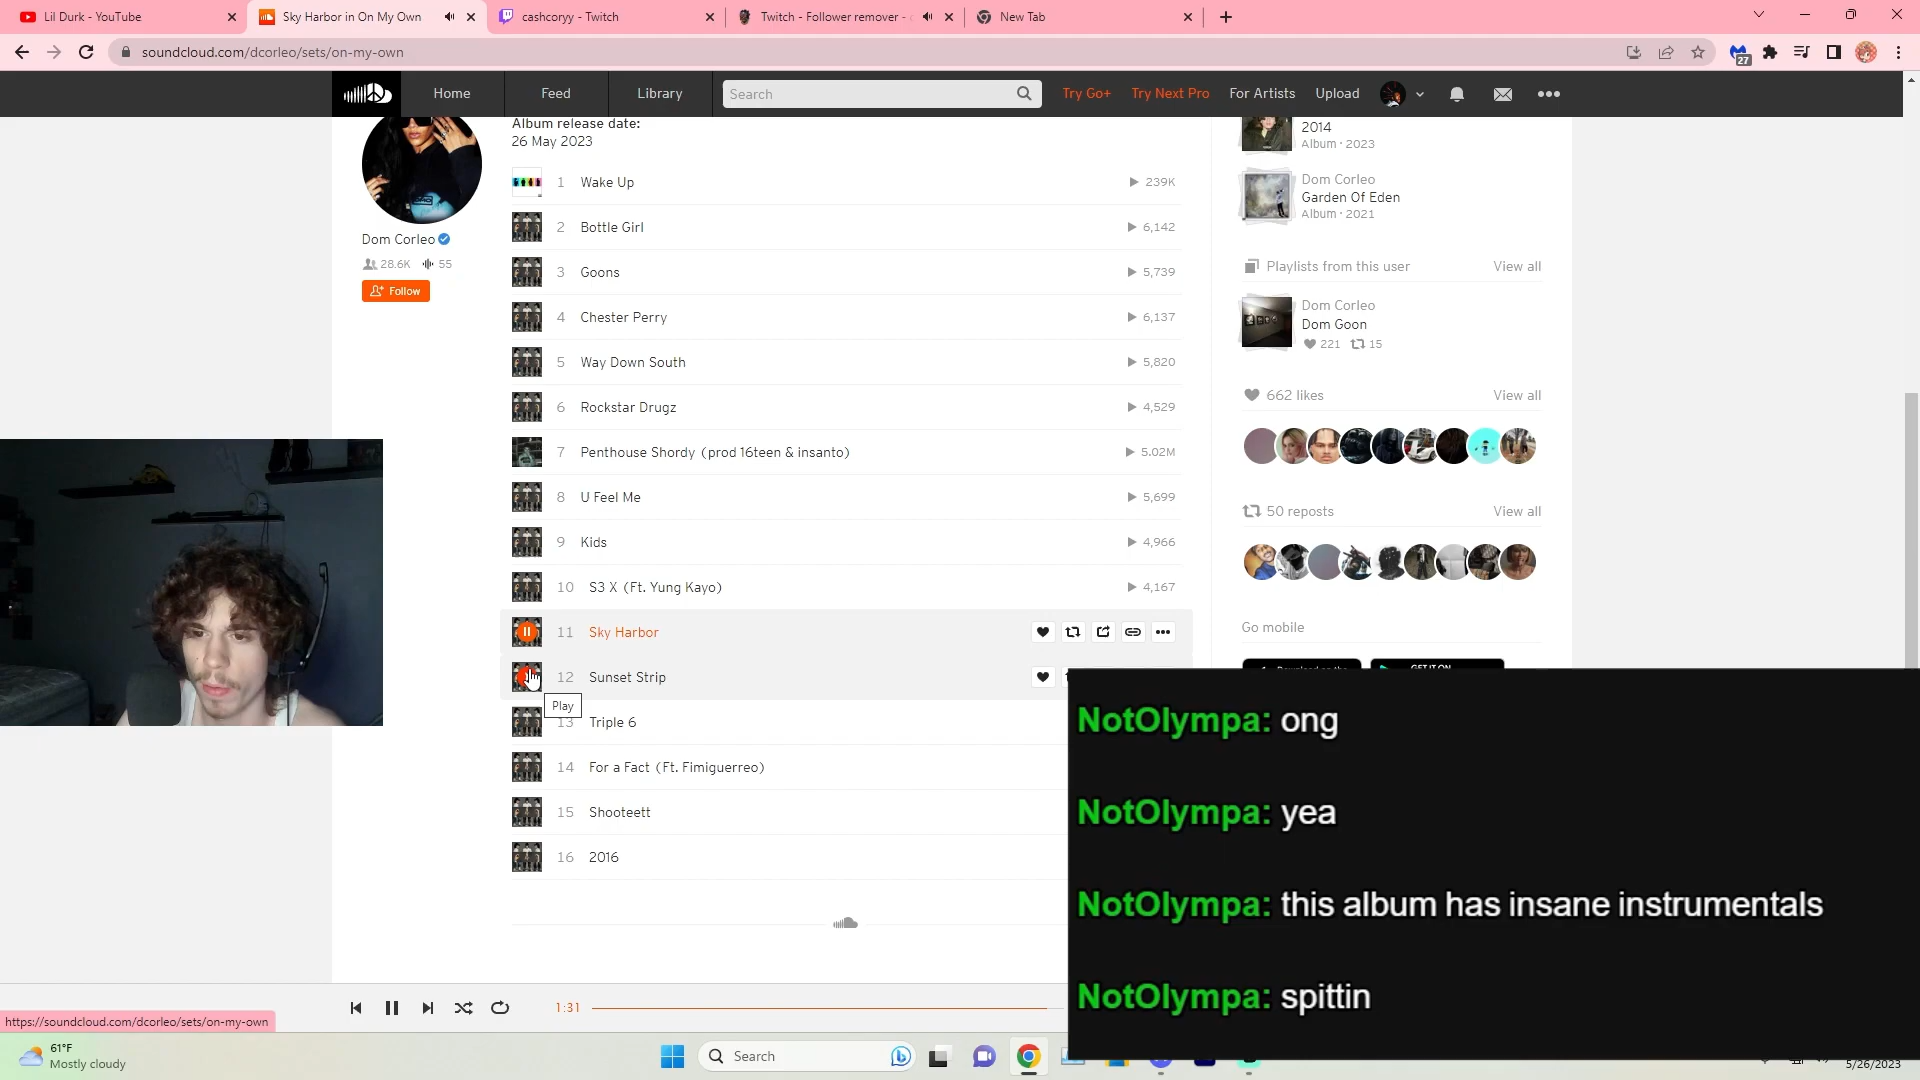 Lil Durk - YouTube
Sky Harbor in On My Own
cashcoryy - Twitch
Twitch - Follower remover -
New Tab
soundcloud.com/dcorleo/sets/on-my-own
27
Home
Feed
Library
Search
Try Go+
Try Next Pro
For Artists
Upload
Album release date:
26 May 2023
Dom Corleo
28.6K
55
Follow
1 Wake Up 239K
2 Bottle Girl 6,142
3 Goons 5,739
4 Chester Perry 6,137
5 Way Down South 5,820
6 Rockstar Drugz 4,529
7 Penthouse Shordy (prod 16teen & insanto) 5.02M
8 U Feel Me 5,699
9 Kids 4,966
10 S3 X (Ft. Yung Kayo) 4,167
11 Sky Harbor
12 Sunset Strip
Play
13 Triple 6
14 For a Fact (Ft. Fimiguerreo)
15 Shooteett
16 2016
2014
Album · 2023
Dom Corleo
Garden Of Eden
Album · 2021
Playlists from this user
View all
Dom Corleo
Dom Goon
221
15
662 likes
View all
50 reposts
View all
Go mobile
GET IT ON
NotOlympa: ong
NotOlympa: yea
NotOlympa: this album has insane instrumentals
NotOlympa: spittin
1:31
https://soundcloud.com/dcorleo/sets/on-my-own
61°F
Mostly cloudy
Search
5/26/2023